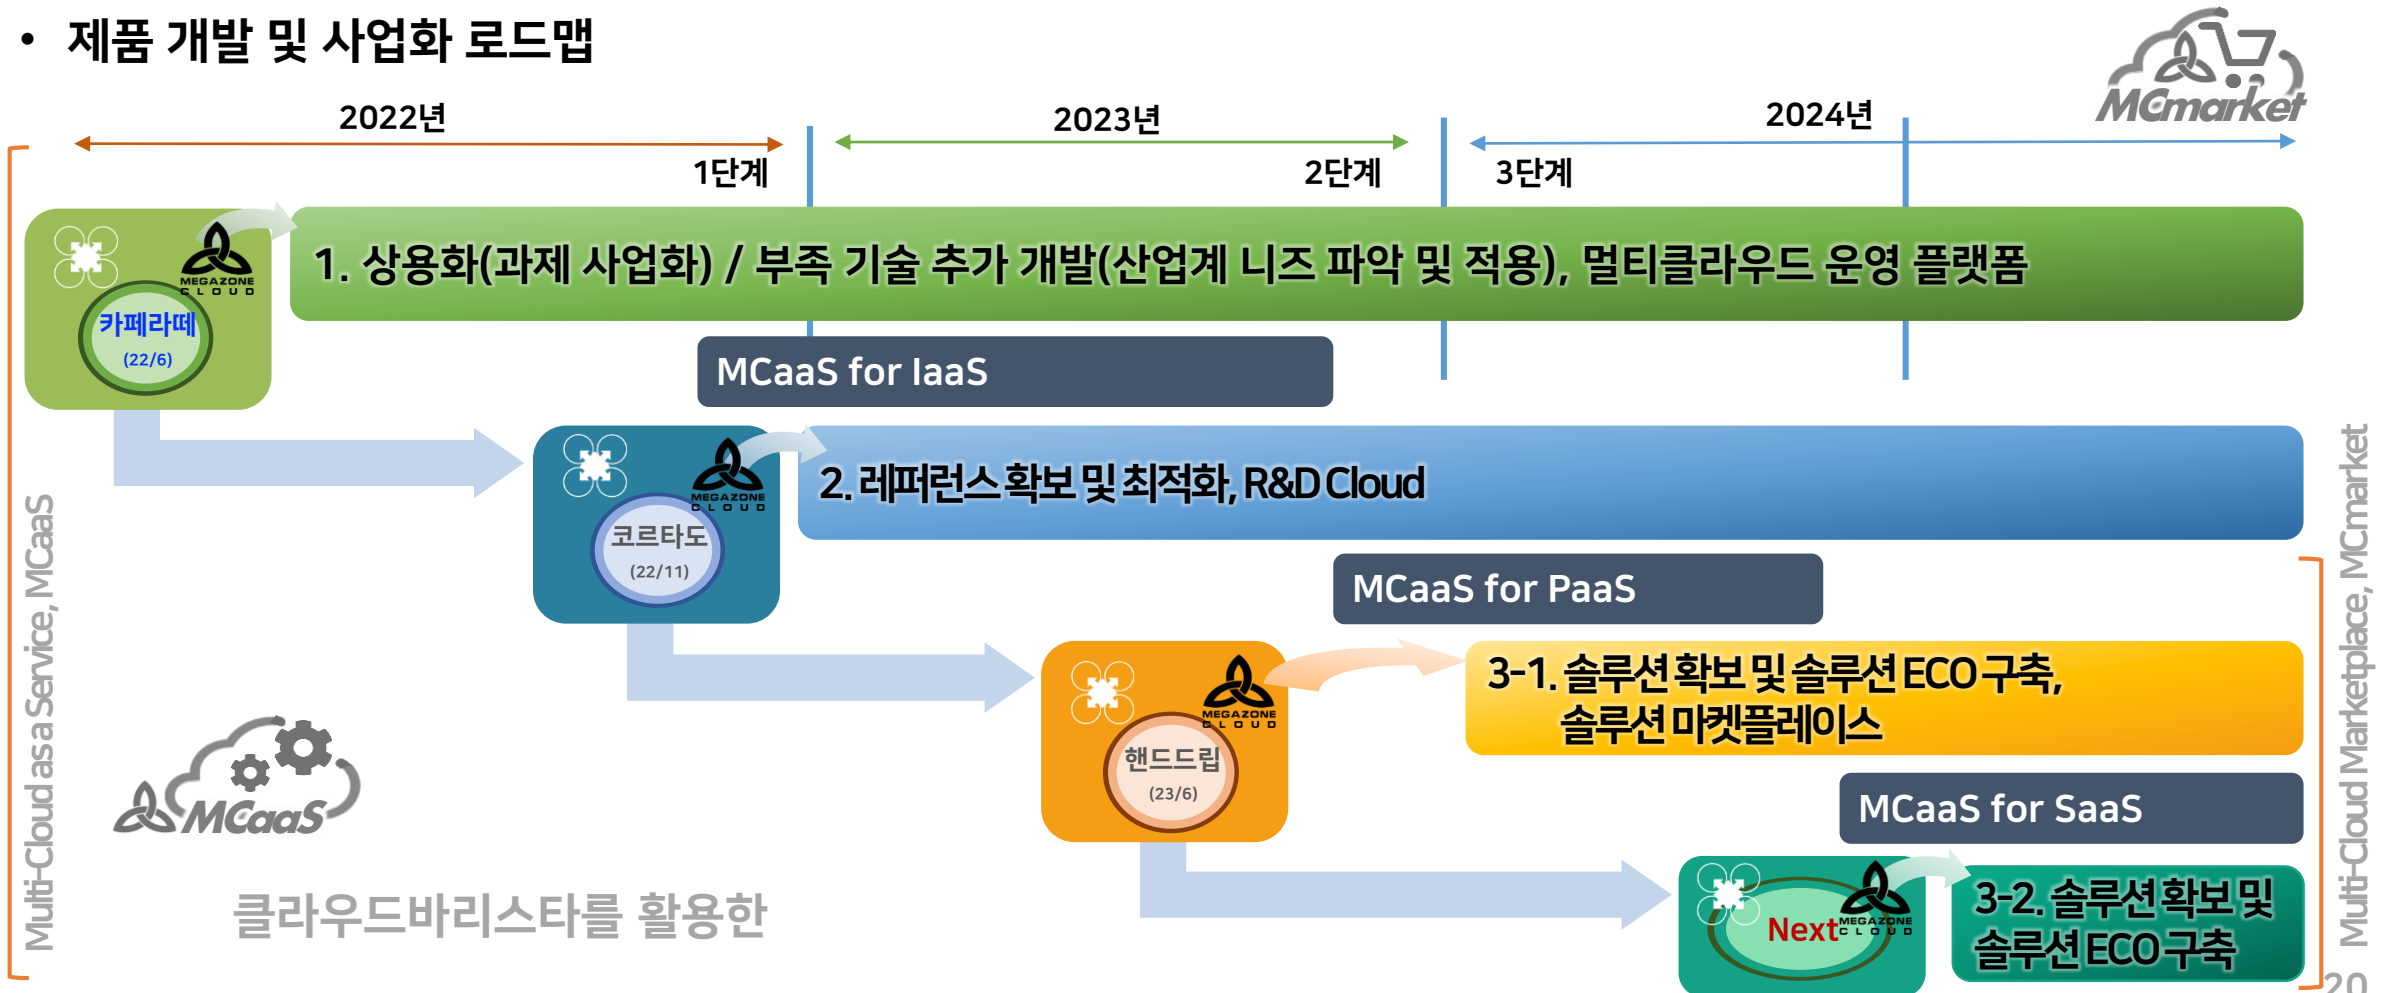 • 제품 개발 및 사업화 로드맵
MCmarket
2022년
2023년
2024년
1단계
2단계
3단계
MEGAZONE
CLOUD
카페라떼
(22/6)
1. 상용화(과제 사업화) / 부족 기술 추가 개발(산업계 니즈 파악 및 적용), 멀티클라우드 운영 플랫폼
MCaaS for IaaS
MEGAZONE
CLOUD
코르타도
(22/11)
2. 레퍼런스 확보 및 최적화, R&D Cloud
MCaaS for PaaS
MEGAZONE
CLOUD
핸드드립
(23/6)
3-1. 솔루션 확보 및 솔루션 ECO 구축,
솔루션 마켓플레이스
MCaaS for SaaS
MEGAZONE
CLOUD
Next
3-2. 솔루션 확보 및
솔루션 ECO 구축
Multi-Cloud as a Service, MCaaS
MCaaS
클라우드바리스타를 활용한
Multi-Cloud Marketplace, MCmarket
20